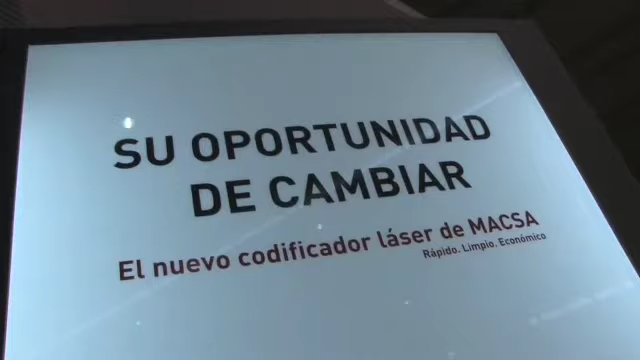 SU OPORTUNIDAD
DE CAMBIAR
El nuevo codificador láser de MACSA
Rápido. Limpio. Económico